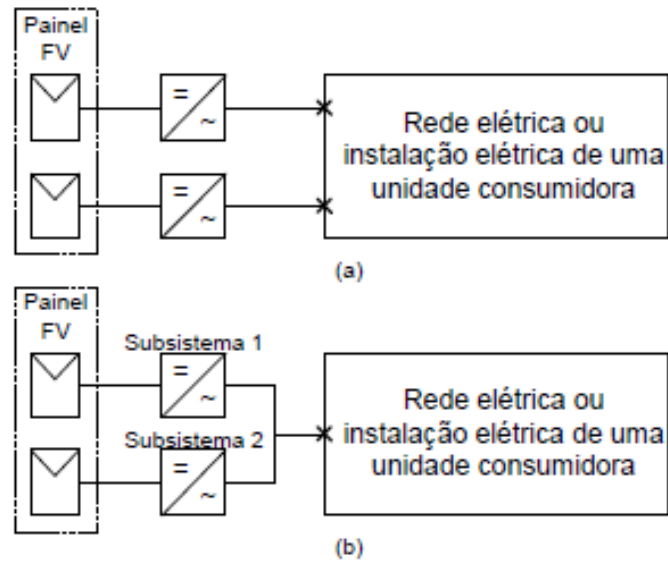 Painel
FV
=
~
=
~
Rede elétrica ou
instalação elétrica de uma
unidade consumidora
(a)
Painel
FV
Subsistema 1
=
~
Subsistema 2
=
~
Rede elétrica ou
instalação elétrica de uma
unidade consumidora
(b)